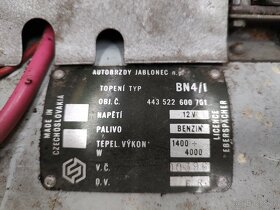 AUTOBRZDY JABLONEC n.p.
TOPENÍ TYP BN4/I
OBJ. Č. 443 522 600 701
NAPĚTÍ 12V
PALIVO BENZIN
TEPEL. VÝKON 1400 ÷
W 4000
V. Č.
D. V.
MADE IN
CZECHOSLOVAKIA
LICENCE
EBERSPÄCHER